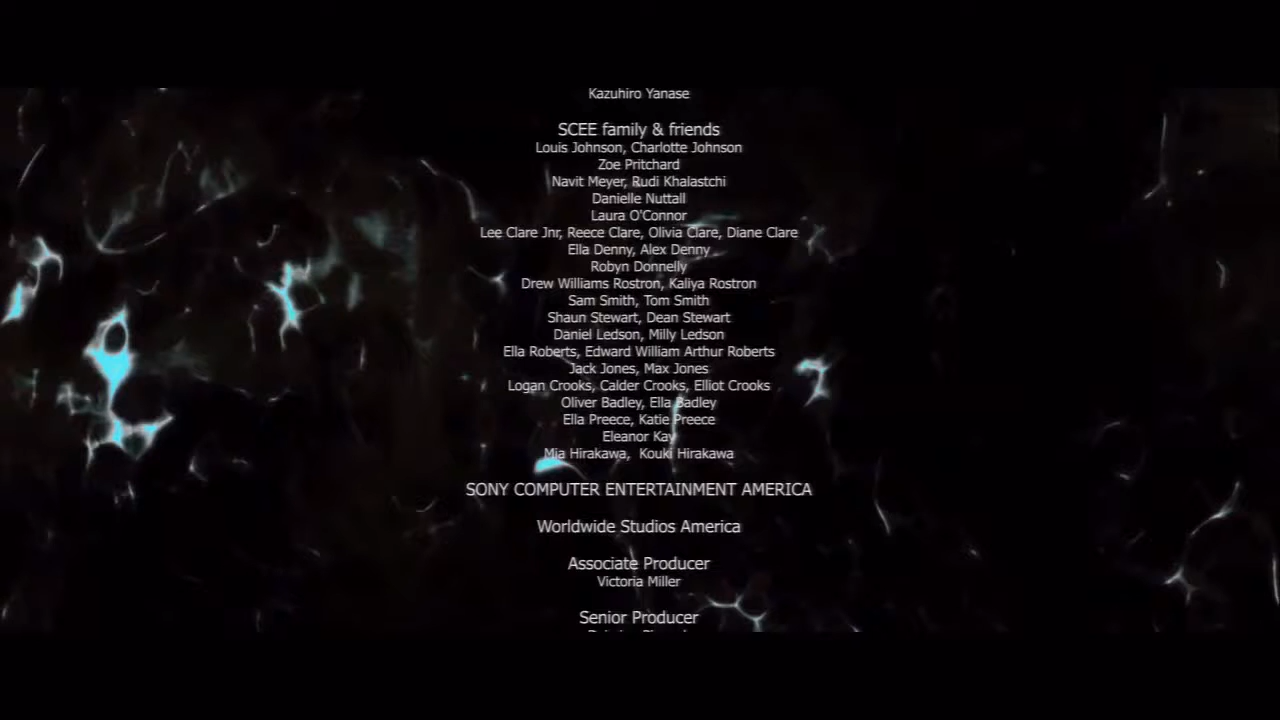 Kazuhiro Yanase
SCEE family & friends
Louis Johnson, Charlotte Johnson
Zoe Pritchard
Navit Meyer, Rudi Khalastchi
Danielle Nuttall
Laura O'Connor
Lee Clare Jnr, Reece Clare, Olivia Clare, Diane Clare
Ella Denny, Alex Denny
Robyn Donnelly
Drew Williams Rostron, Kaliya Rostron
Sam Smith, Tom Smith
Shaun Stewart, Dean Stewart
Daniel Ledson, Milly Ledson
Ella Roberts, Edward William Arthur Roberts
Jack Jones, Max Jones
Logan Crooks, Calder Crooks, Elliot Crooks
Oliver Badley, Ella Badley
Ella Preece, Katie Preece
Eleanor Kay
Mia Hirakawa,  Kouki Hirakawa
SONY COMPUTER ENTERTAINMENT AMERICA
Worldwide Studios America
Associate Producer
Victoria Miller
Senior Producer